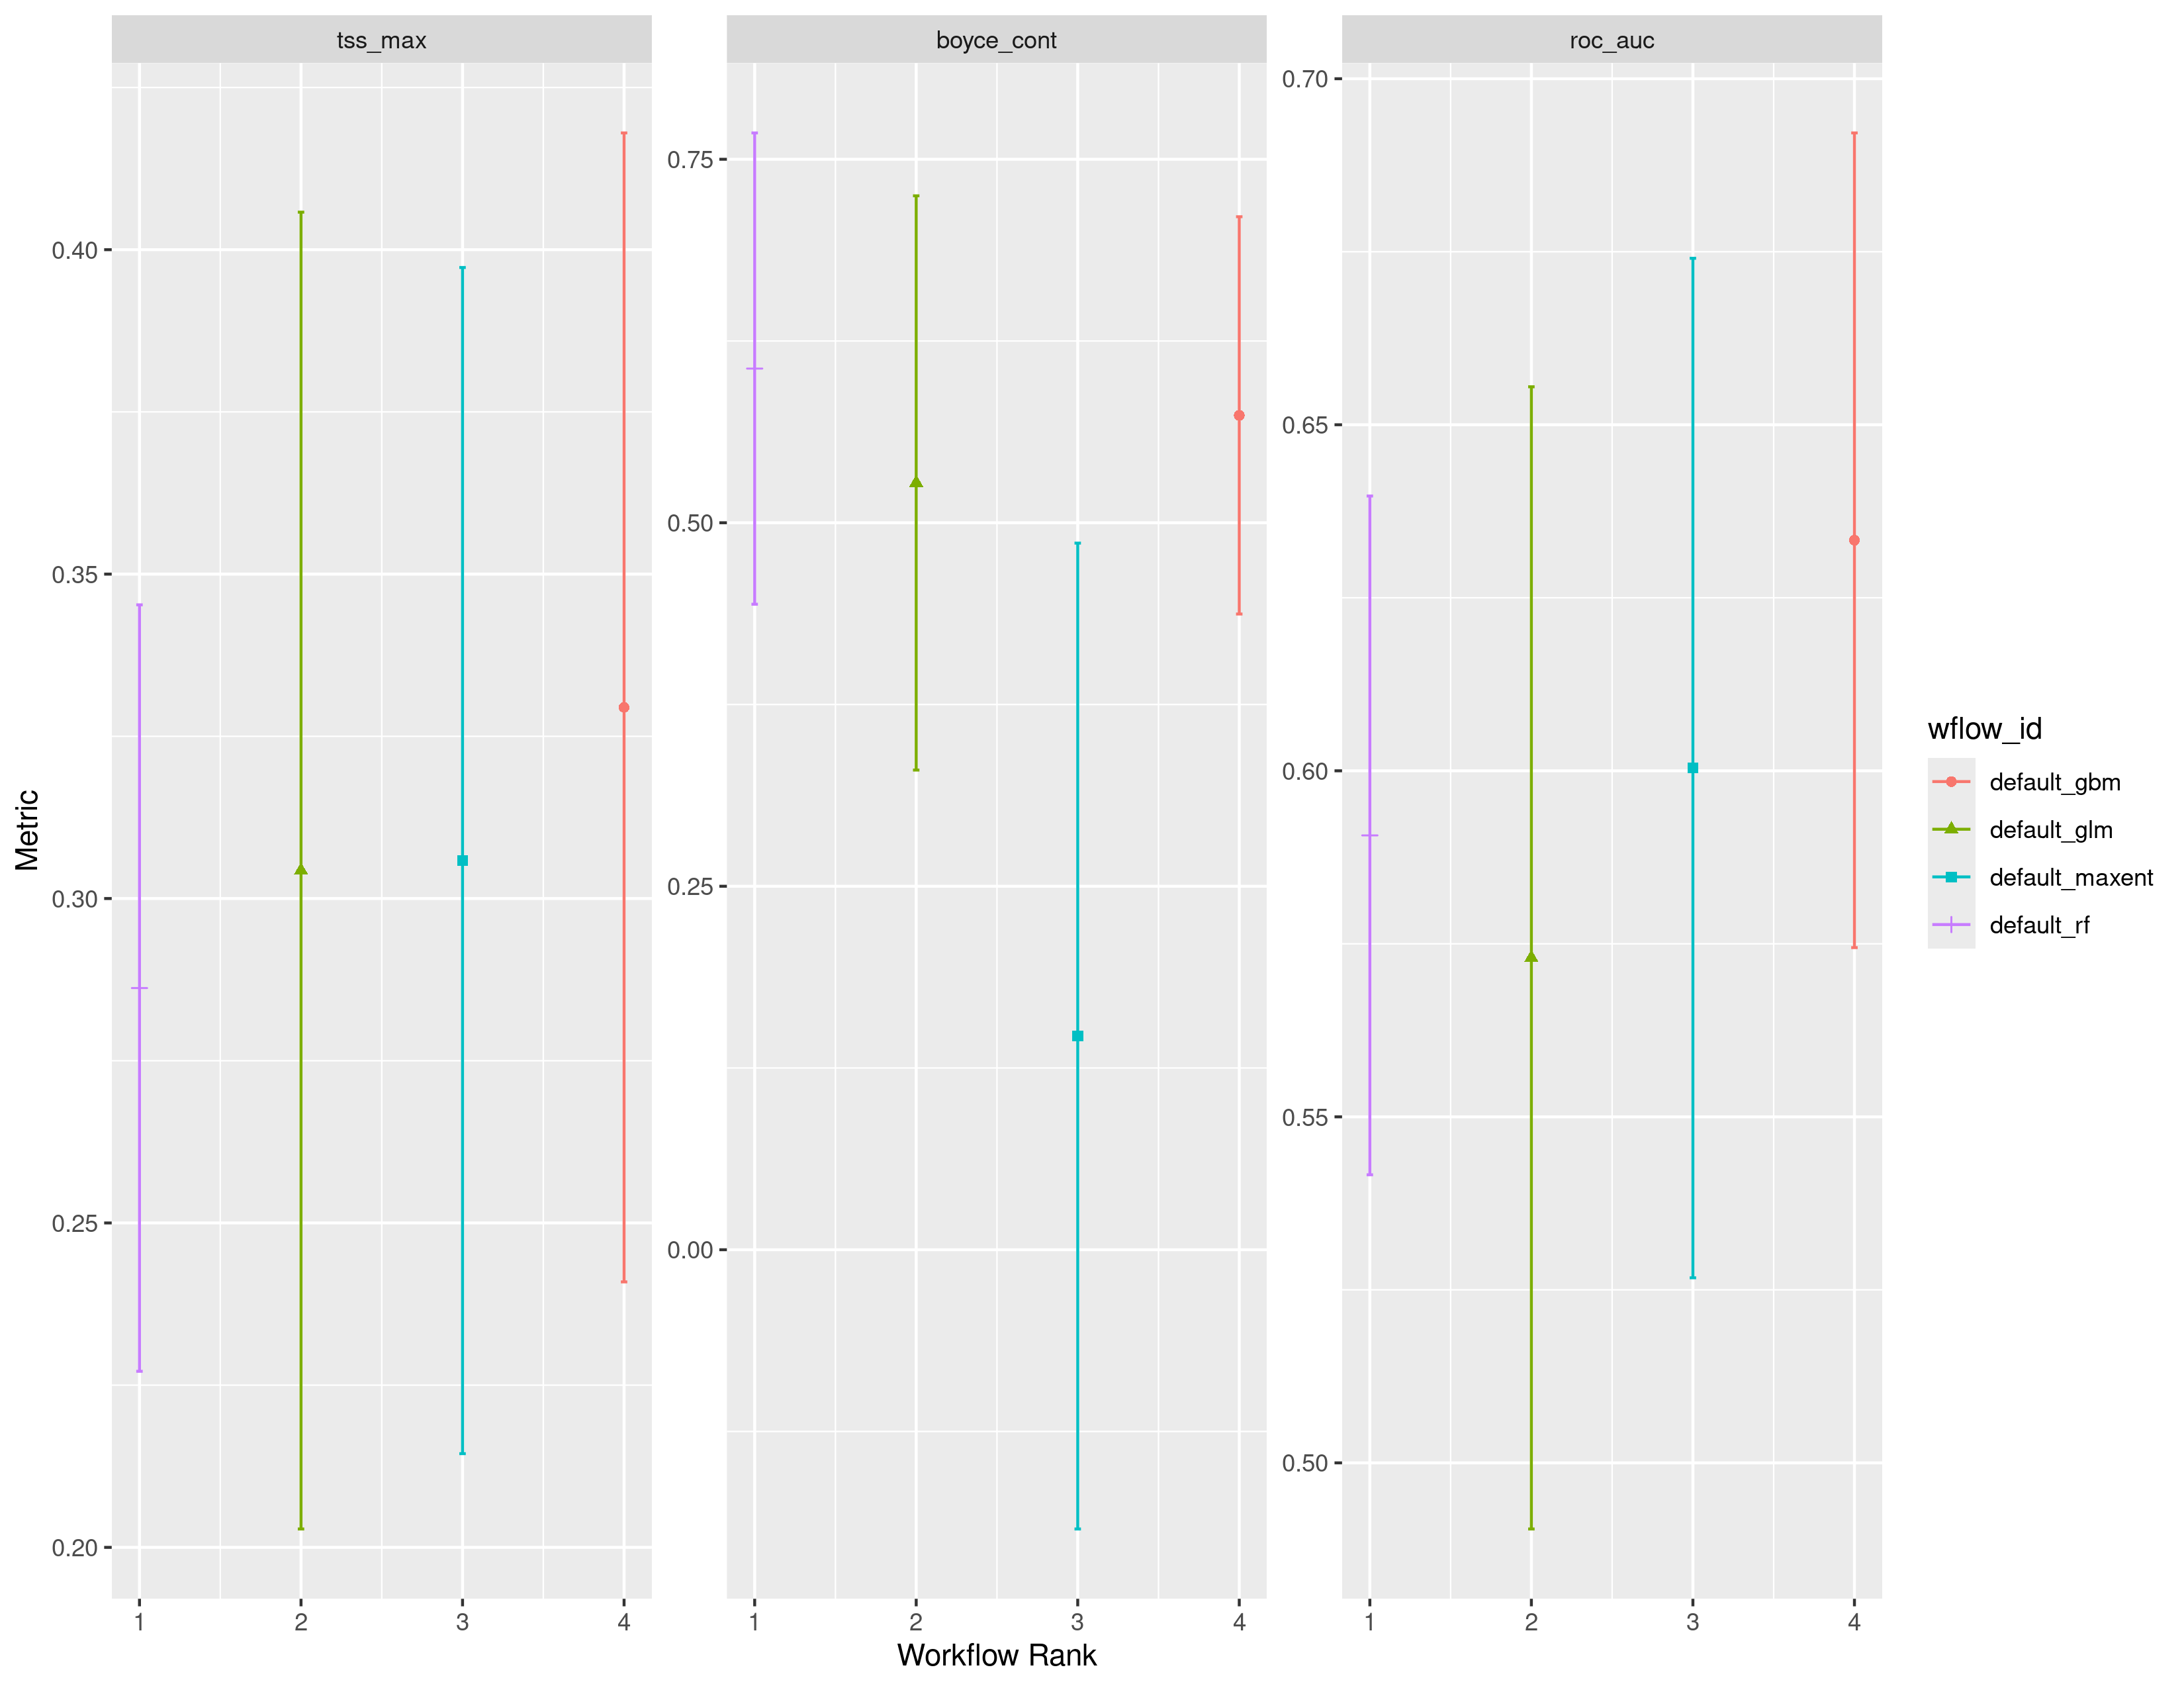 tss_max
boyce_cont
roc_auc
Metric
0.40
0.35
0.30
0.25
0.20
0.75
0.50
0.25
0.00
0.70
0.65
0.60
0.55
0.50
1 2 3 4
1 2 3 4
1 2 3 4
Workflow Rank
wflow_id
default_gbm
default_glm
default_maxent
default_rf